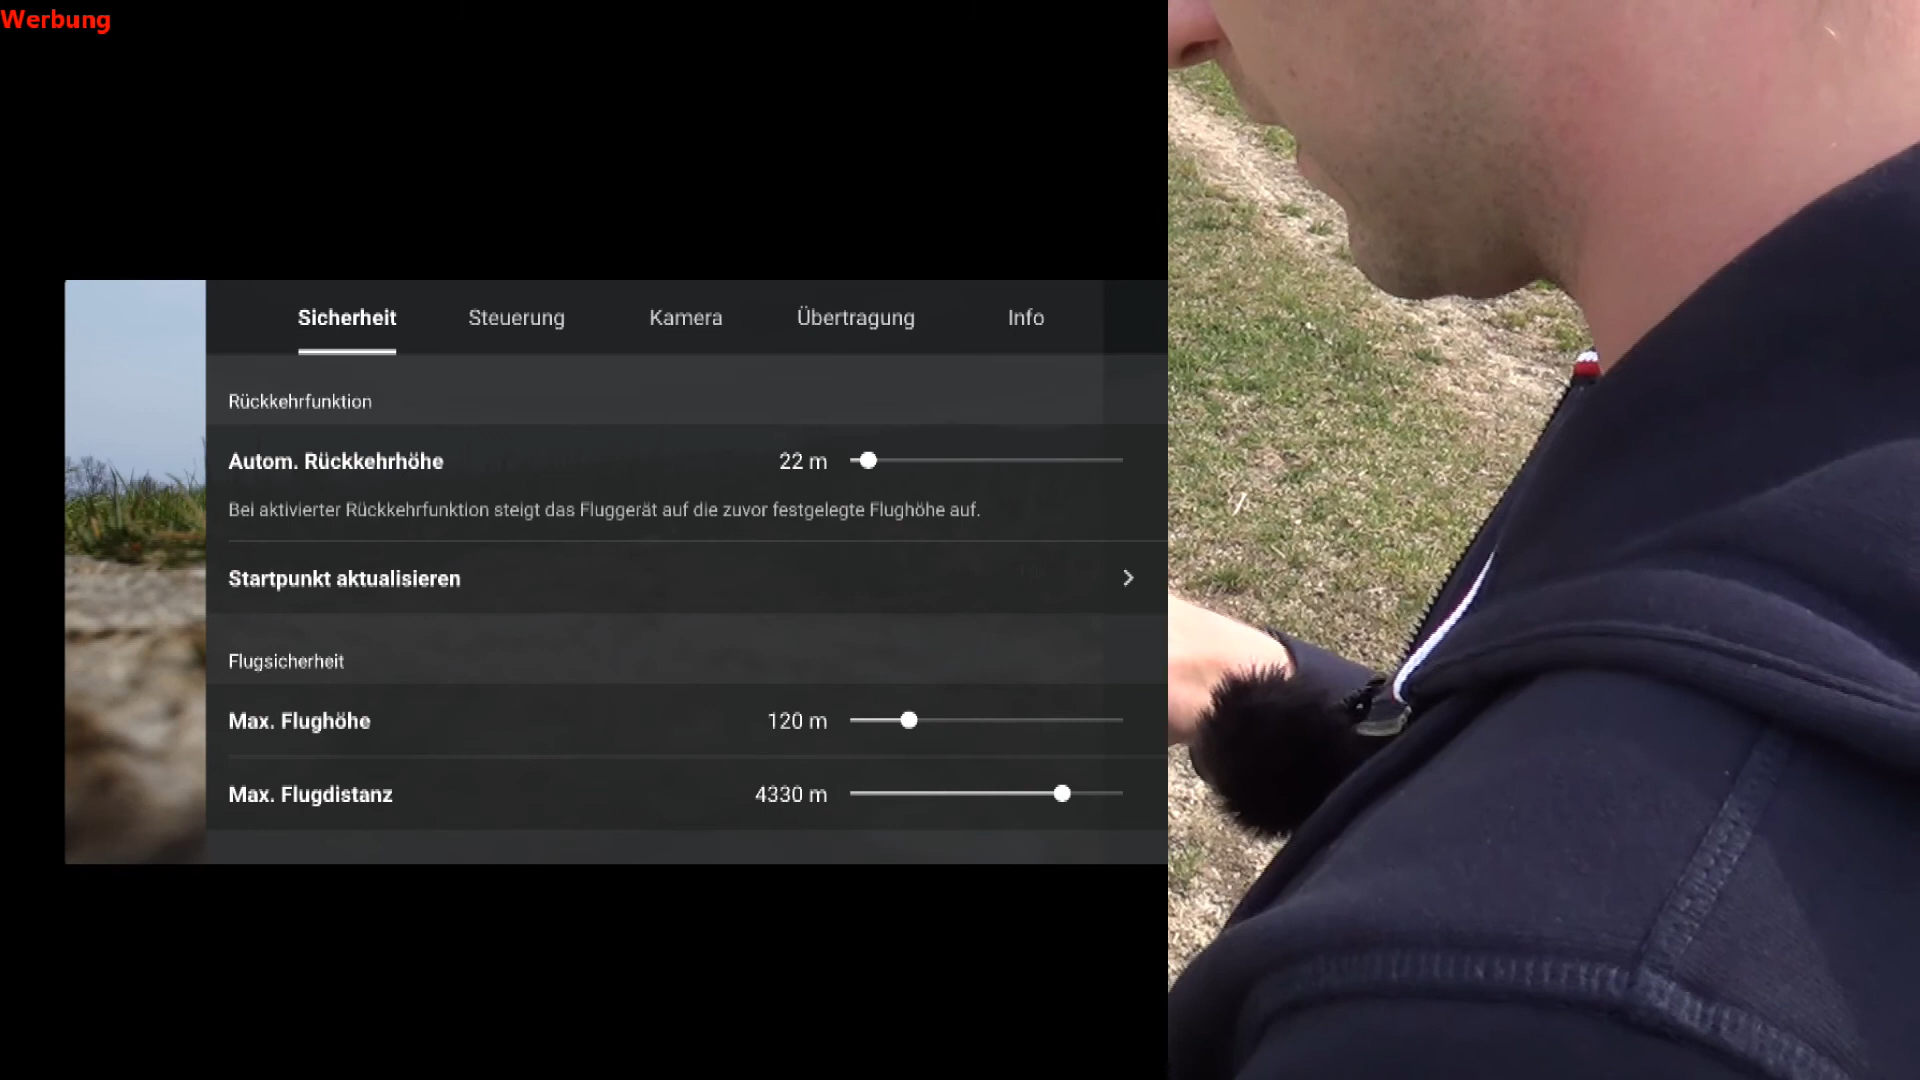 Werbung
Sicherheit Steuerung Kamera Übertragung Info
Rückkehrfunktion
Autom. Rückkehrhöhe 22 m
Bei aktivierter Rückkehrfunktion steigt das Fluggerät auf die zuvor festgelegte Flughöhe auf.
Startpunkt aktualisieren
Flugsicherheit
Max. Flughöhe 120 m
Max. Flugdistanz 4330 m